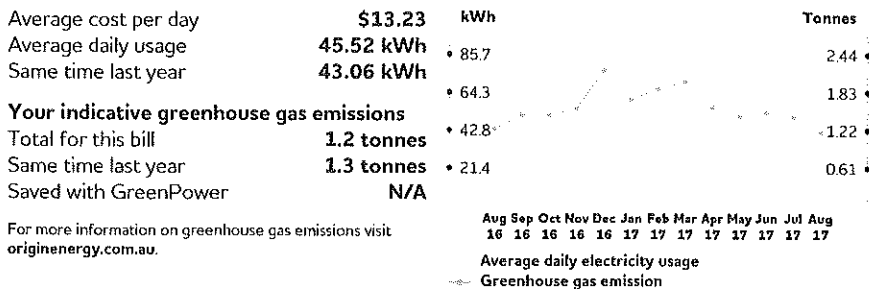 Average cost per day $13.23
Average daily usage 45.52 kWh
Same time last year 43.06 kWh
Your indicative greenhouse gas emissions
Total for this bill 1.2 tonnes
Same time last year 1.3 tonnes
Saved with GreenPower N/A
For more information on greenhouse gas emissions visit
originenergy.com.au.
kWh Tonnes
85.7 2.44
64.3 1.83
42.8 1.22
21.4 0.61
Aug Sep Oct Nov Dec Jan Feb Mar Apr May Jun Jul Aug
16 16 16 16 16 17 17 17 17 17 17 17 17
Average daily electricity usage
Greenhouse gas emission